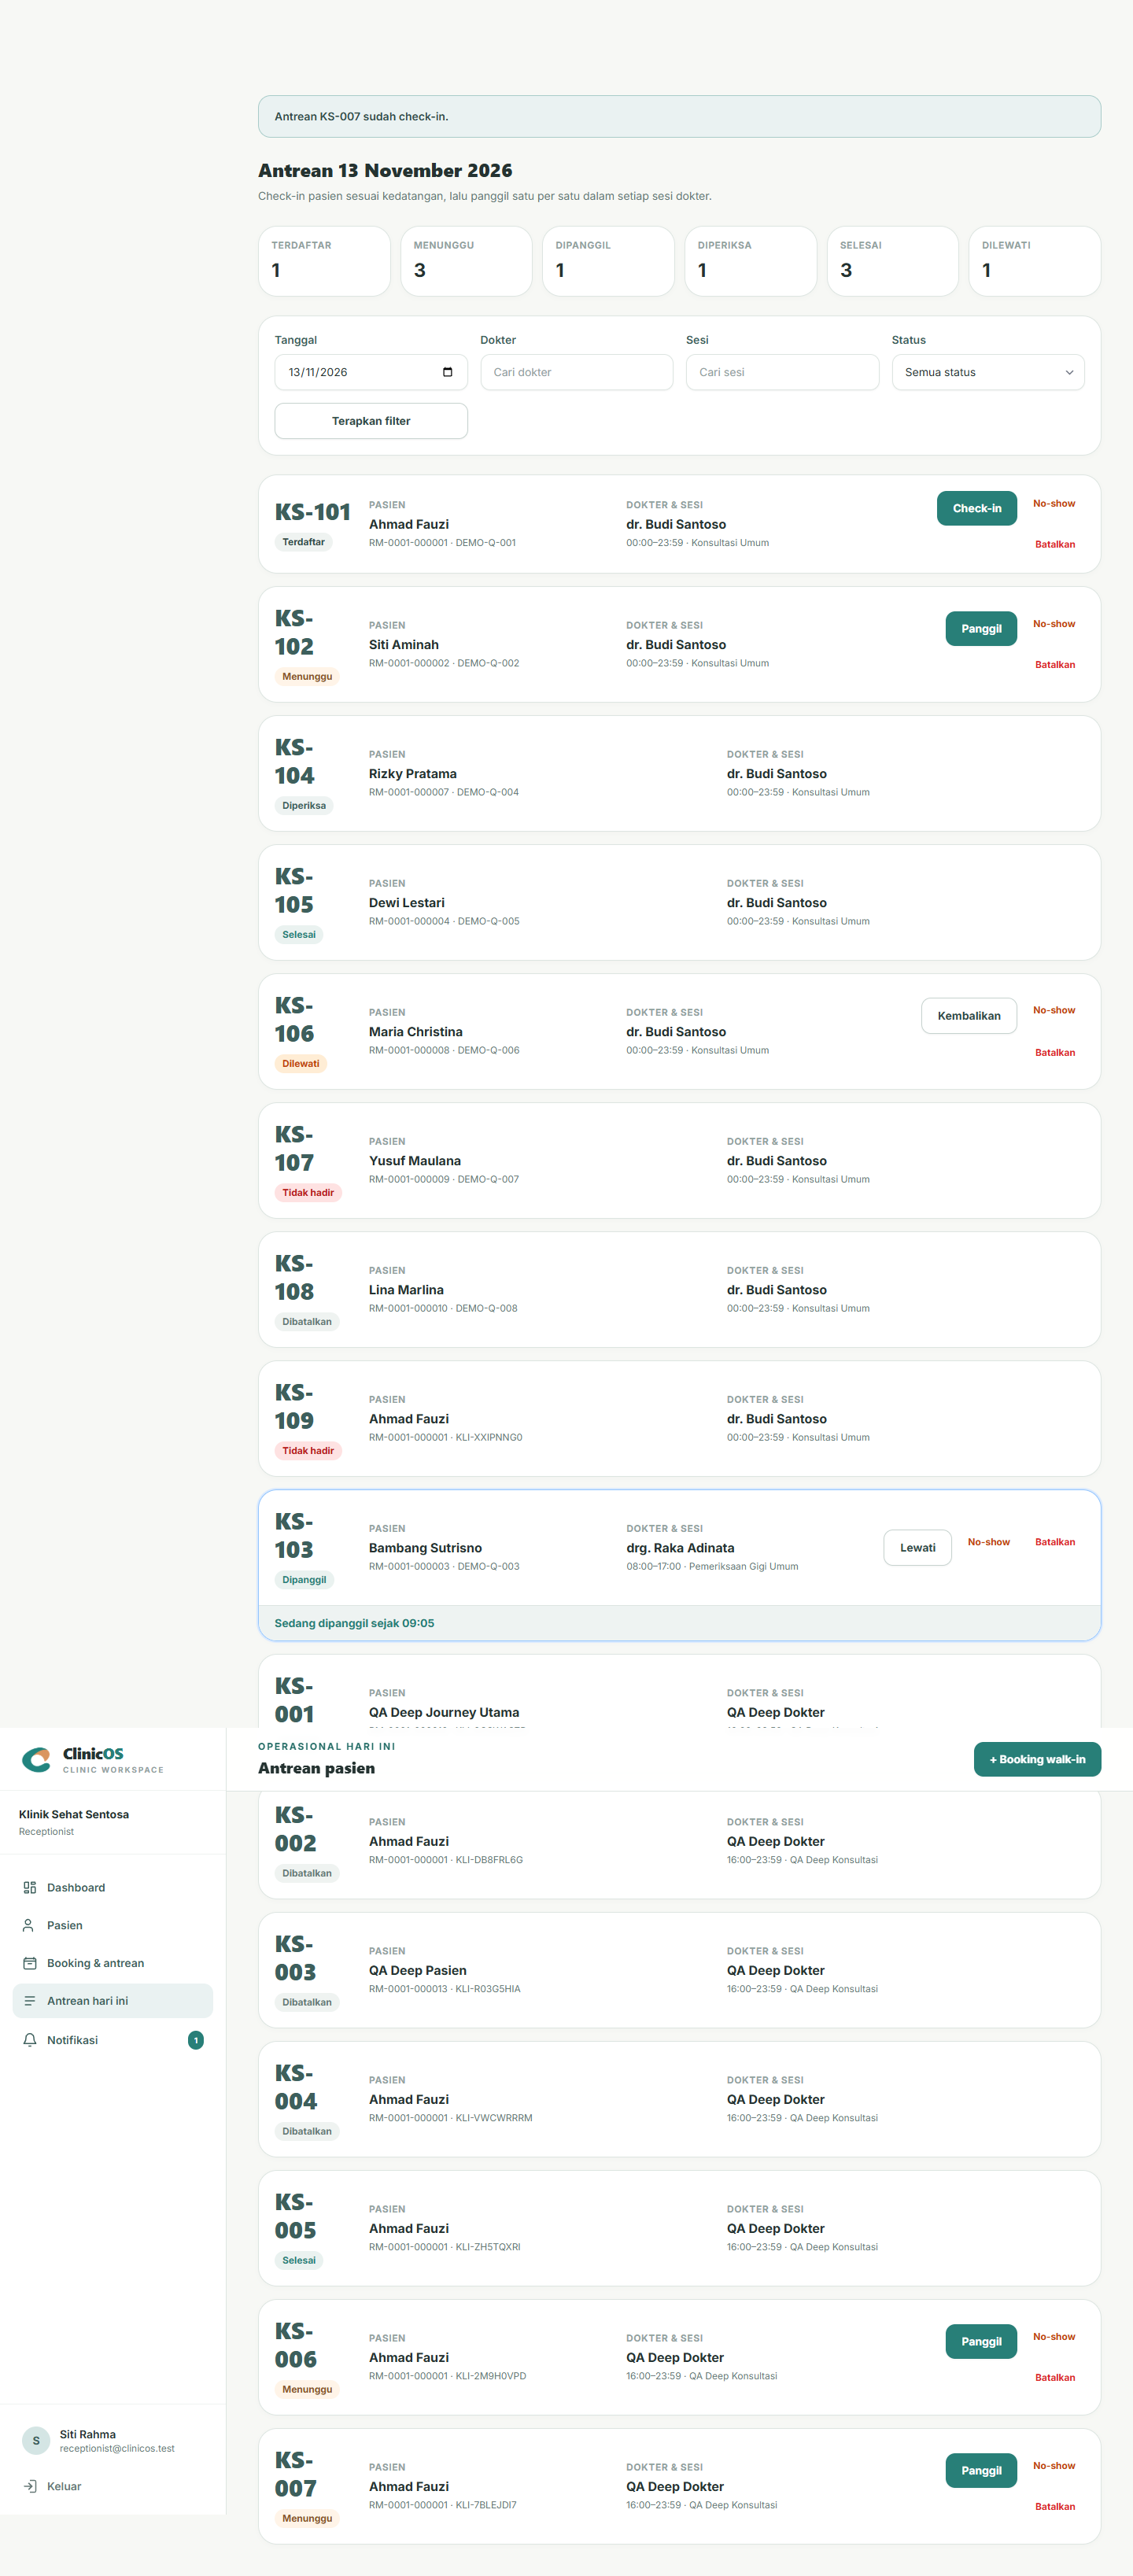 Antrean KS-007 sudah check-in.
Antrean 13 November 2026
Check-in pasien sesuai kedatangan, lalu panggil satu per satu dalam setiap sesi dokter.
TERDAFTAR
1
MENUNGGU
3
DIPANGGIL
1
DIPERIKSA
1
SELESAI
3
DILEWATI
1
Tanggal
13/11/2026
Dokter
Cari dokter
Sesi
Cari sesi
Status
Semua status
Terapkan filter
KS-101
Terdaftar
PASIEN
Ahmad Fauzi
RM-0001-000001 · DEMO-Q-001
DOKTER & SESI
dr. Budi Santoso
00:00–23:59 · Konsultasi Umum
Check-in
No-show
Batalkan
KS-
102
Menunggu
PASIEN
Siti Aminah
RM-0001-000002 · DEMO-Q-002
DOKTER & SESI
dr. Budi Santoso
00:00–23:59 · Konsultasi Umum
Panggil
No-show
Batalkan
KS-
104
Diperiksa
PASIEN
Rizky Pratama
RM-0001-000007 · DEMO-Q-004
DOKTER & SESI
dr. Budi Santoso
00:00–23:59 · Konsultasi Umum
KS-
105
Selesai
PASIEN
Dewi Lestari
RM-0001-000004 · DEMO-Q-005
DOKTER & SESI
dr. Budi Santoso
00:00–23:59 · Konsultasi Umum
KS-
106
Dilewati
PASIEN
Maria Christina
RM-0001-000008 · DEMO-Q-006
DOKTER & SESI
dr. Budi Santoso
00:00–23:59 · Konsultasi Umum
Kembalikan
No-show
Batalkan
KS-
107
Tidak hadir
PASIEN
Yusuf Maulana
RM-0001-000009 · DEMO-Q-007
DOKTER & SESI
dr. Budi Santoso
00:00–23:59 · Konsultasi Umum
KS-
108
Dibatalkan
PASIEN
Lina Marlina
RM-0001-000010 · DEMO-Q-008
DOKTER & SESI
dr. Budi Santoso
00:00–23:59 · Konsultasi Umum
KS-
109
Tidak hadir
PASIEN
Ahmad Fauzi
RM-0001-000001 · KLI-XXIPNNG0
DOKTER & SESI
dr. Budi Santoso
00:00–23:59 · Konsultasi Umum
KS-
103
Dipanggil
PASIEN
Bambang Sutrisno
RM-0001-000003 · DEMO-Q-003
DOKTER & SESI
drg. Raka Adinata
08:00–17:00 · Pemeriksaan Gigi Umum
Lewati
No-show
Batalkan
Sedang dipanggil sejak 09:05
KS-
001
PASIEN
QA Deep Journey Utama
DOKTER & SESI
QA Deep Dokter
ClinicOS
CLINIC WORKSPACE
Klinik Sehat Sentosa
Receptionist
Dashboard
Pasien
Booking & antrean
Antrean hari ini
Notifikasi
1
S
Siti Rahma
receptionist@clinicos.test
Keluar
OPERASIONAL HARI INI
Antrean pasien
+ Booking walk-in
KS-
002
Dibatalkan
PASIEN
Ahmad Fauzi
RM-0001-000001 · KLI-DB8FRL6G
DOKTER & SESI
QA Deep Dokter
16:00–23:59 · QA Deep Konsultasi
KS-
003
Dibatalkan
PASIEN
QA Deep Pasien
RM-0001-000013 · KLI-R03G5HIA
DOKTER & SESI
QA Deep Dokter
16:00–23:59 · QA Deep Konsultasi
KS-
004
Dibatalkan
PASIEN
Ahmad Fauzi
RM-0001-000001 · KLI-VWCWRRRM
DOKTER & SESI
QA Deep Dokter
16:00–23:59 · QA Deep Konsultasi
KS-
005
Selesai
PASIEN
Ahmad Fauzi
RM-0001-000001 · KLI-ZH5TQXRI
DOKTER & SESI
QA Deep Dokter
16:00–23:59 · QA Deep Konsultasi
KS-
006
Menunggu
PASIEN
Ahmad Fauzi
RM-0001-000001 · KLI-2M9H0VPD
DOKTER & SESI
QA Deep Dokter
16:00–23:59 · QA Deep Konsultasi
Panggil
No-show
Batalkan
KS-
007
Menunggu
PASIEN
Ahmad Fauzi
RM-0001-000001 · KLI-7BLEJDI7
DOKTER & SESI
QA Deep Dokter
16:00–23:59 · QA Deep Konsultasi
Panggil
No-show
Batalkan